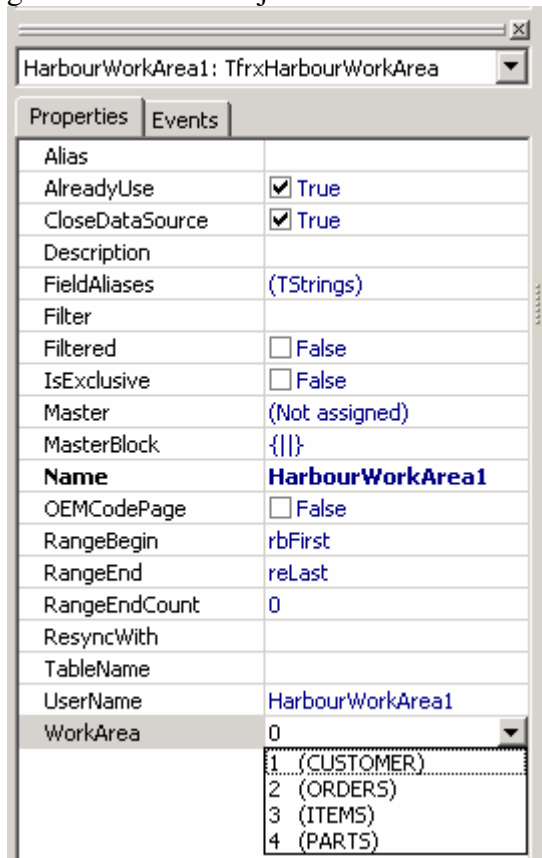 HarbourWorkArea1: TfrxHarbourWorkArea
Properties Events
Alias
AlreadyUse True
CloseDataSource True
Description
FieldAliases (TStrings)
Filter
Filtered False
IsExclusive False
Master (Not assigned)
MasterBlock {||}
Name HarbourWorkArea1
OEMCodePage False
RangeBegin rbFirst
RangeEnd reLast
RangeEndCount 0
ResyncWith
TableName
UserName HarbourWorkArea1
WorkArea 0
1 (CUSTOMER)
2 (ORDERS)
3 (ITEMS)
4 (PARTS)